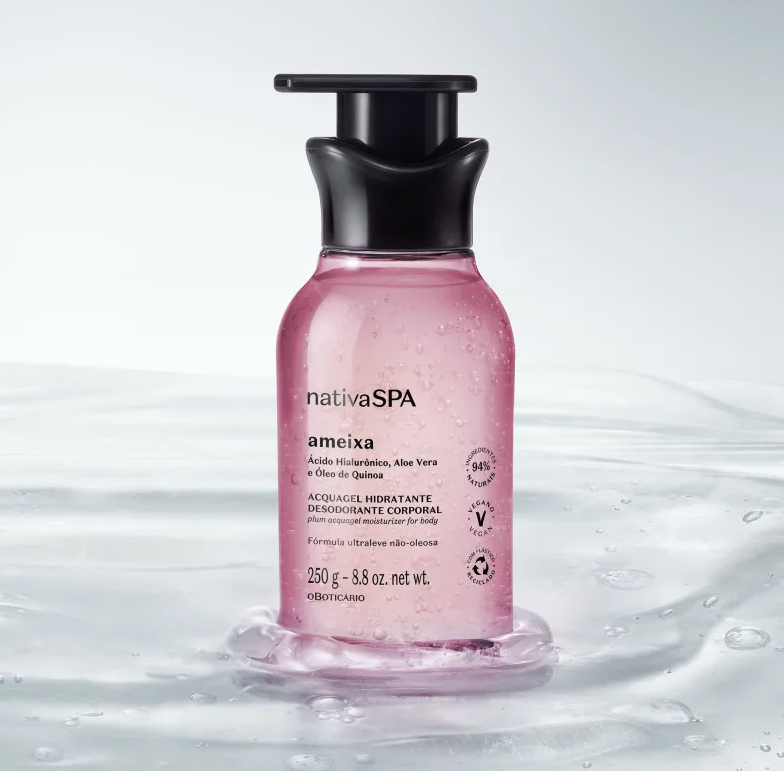 nativaSPA
ameixa
Ácido Hialurônico, Aloe Vera
e Óleo de Quinoa
ACQUAGEL HIDRATANTE
DESODORANTE CORPORAL
plum acquagel moisturizer for body
Fórmula ultraleve não-oleosa
250 g - 8.8 oz. net wt.
oBOTICÁRIO
INGREDIENTES
94%
NATURAIS
VEGANO
V
VEGAN
COM PLÁSTICO
RECICLADO